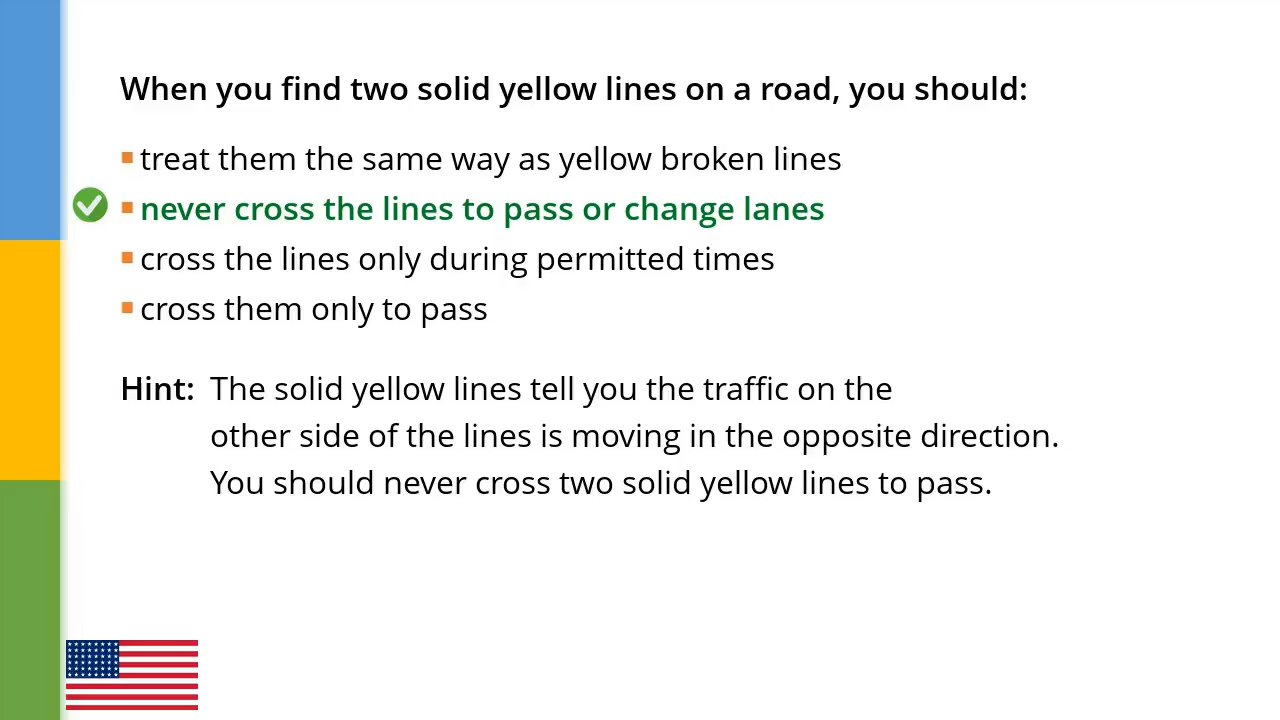 When you find two solid yellow lines on a road, you should:
treat them the same way as yellow broken lines
never cross the lines to pass or change lanes
cross the lines only during permitted times
cross them only to pass
Hint: The solid yellow lines tell you the traffic on the
other side of the lines is moving in the opposite direction.
You should never cross two solid yellow lines to pass.